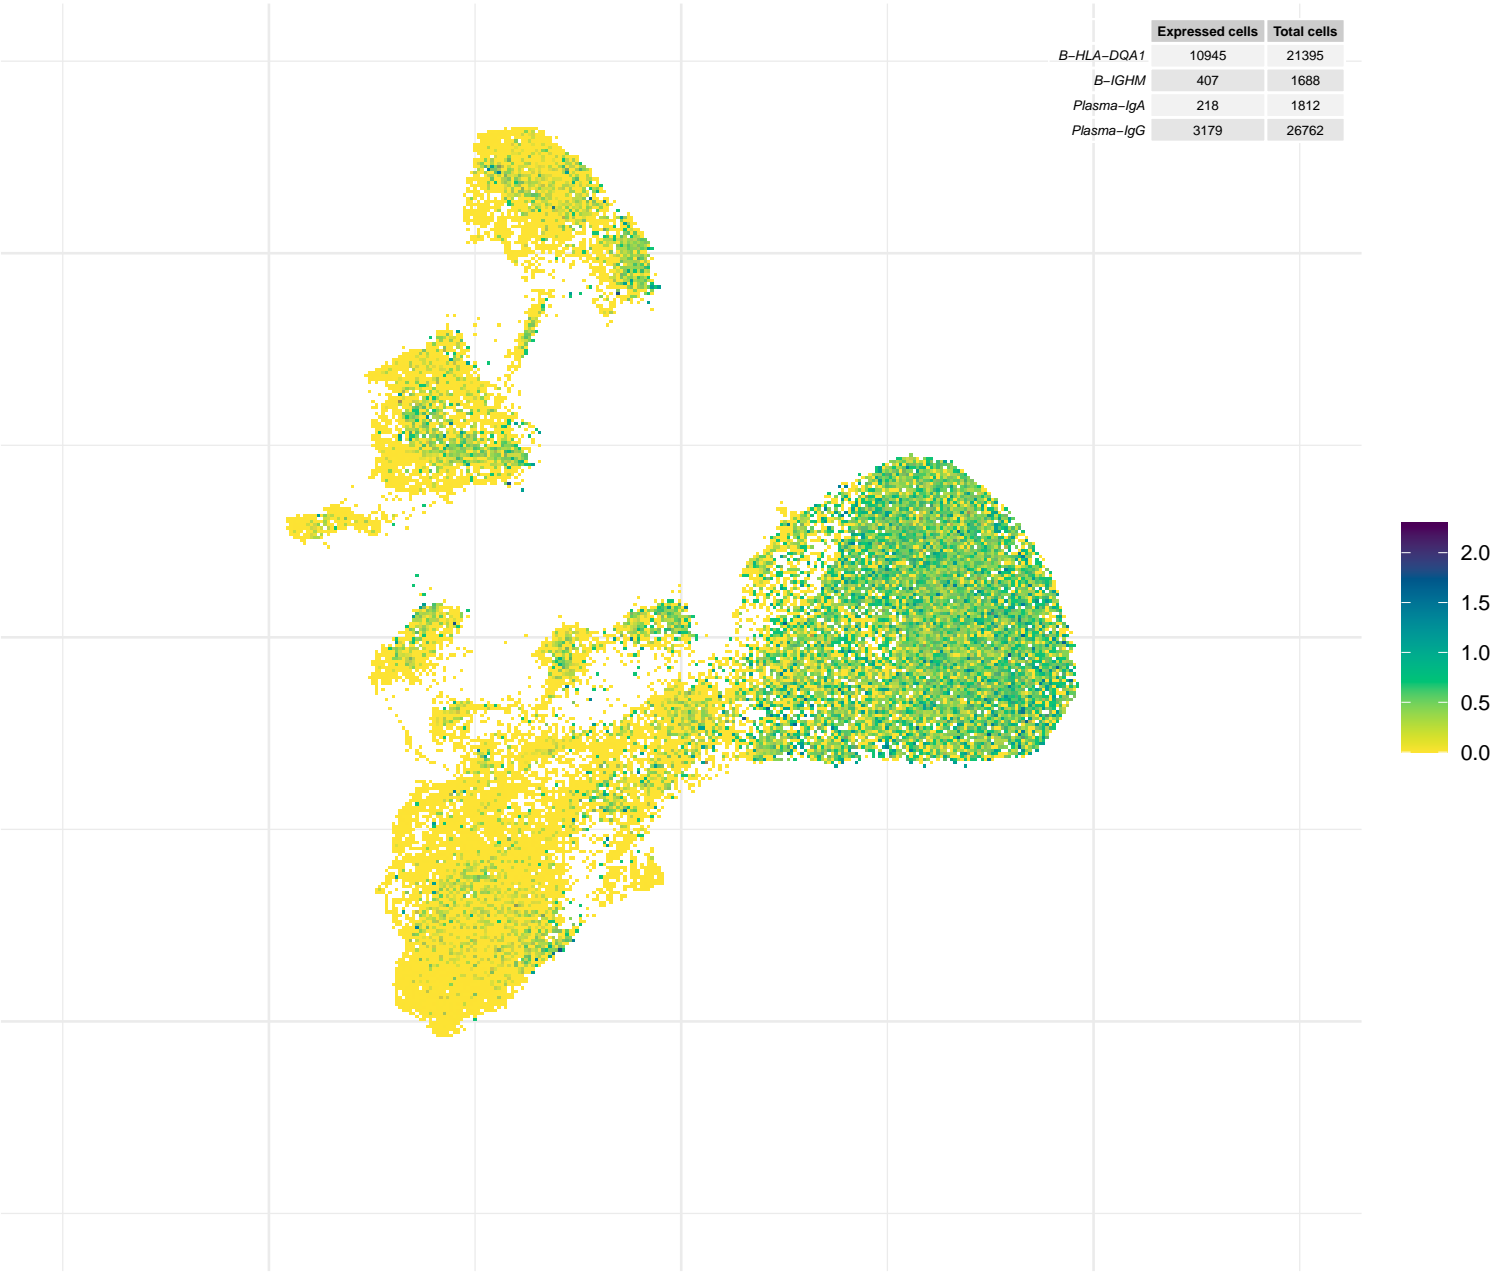 Expressed cells Total cells
B−HLA−DQA1 10945 21395
B−IGHM 407 1688
Plasma−IgA 218 1812
Plasma−IgG 3179 26762
2.0
1.5
1.0
0.5
0.0